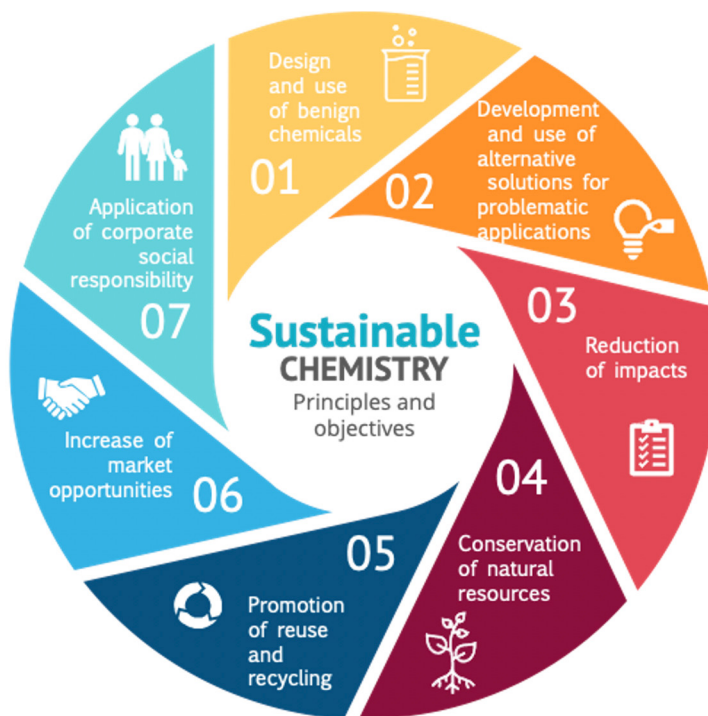 Design
and use
of benign
chemicals
01
Development
and use of
alternative
solutions for
problematic
applications
02
03
Reduction
of impacts
04
Conservation
of natural
resources
05
Promotion
of reuse
and
recycling
06
Increase of
market
opportunities
Application
of corporate
social
responsibility
07
Sustainable
CHEMISTRY
Principles and
objectives